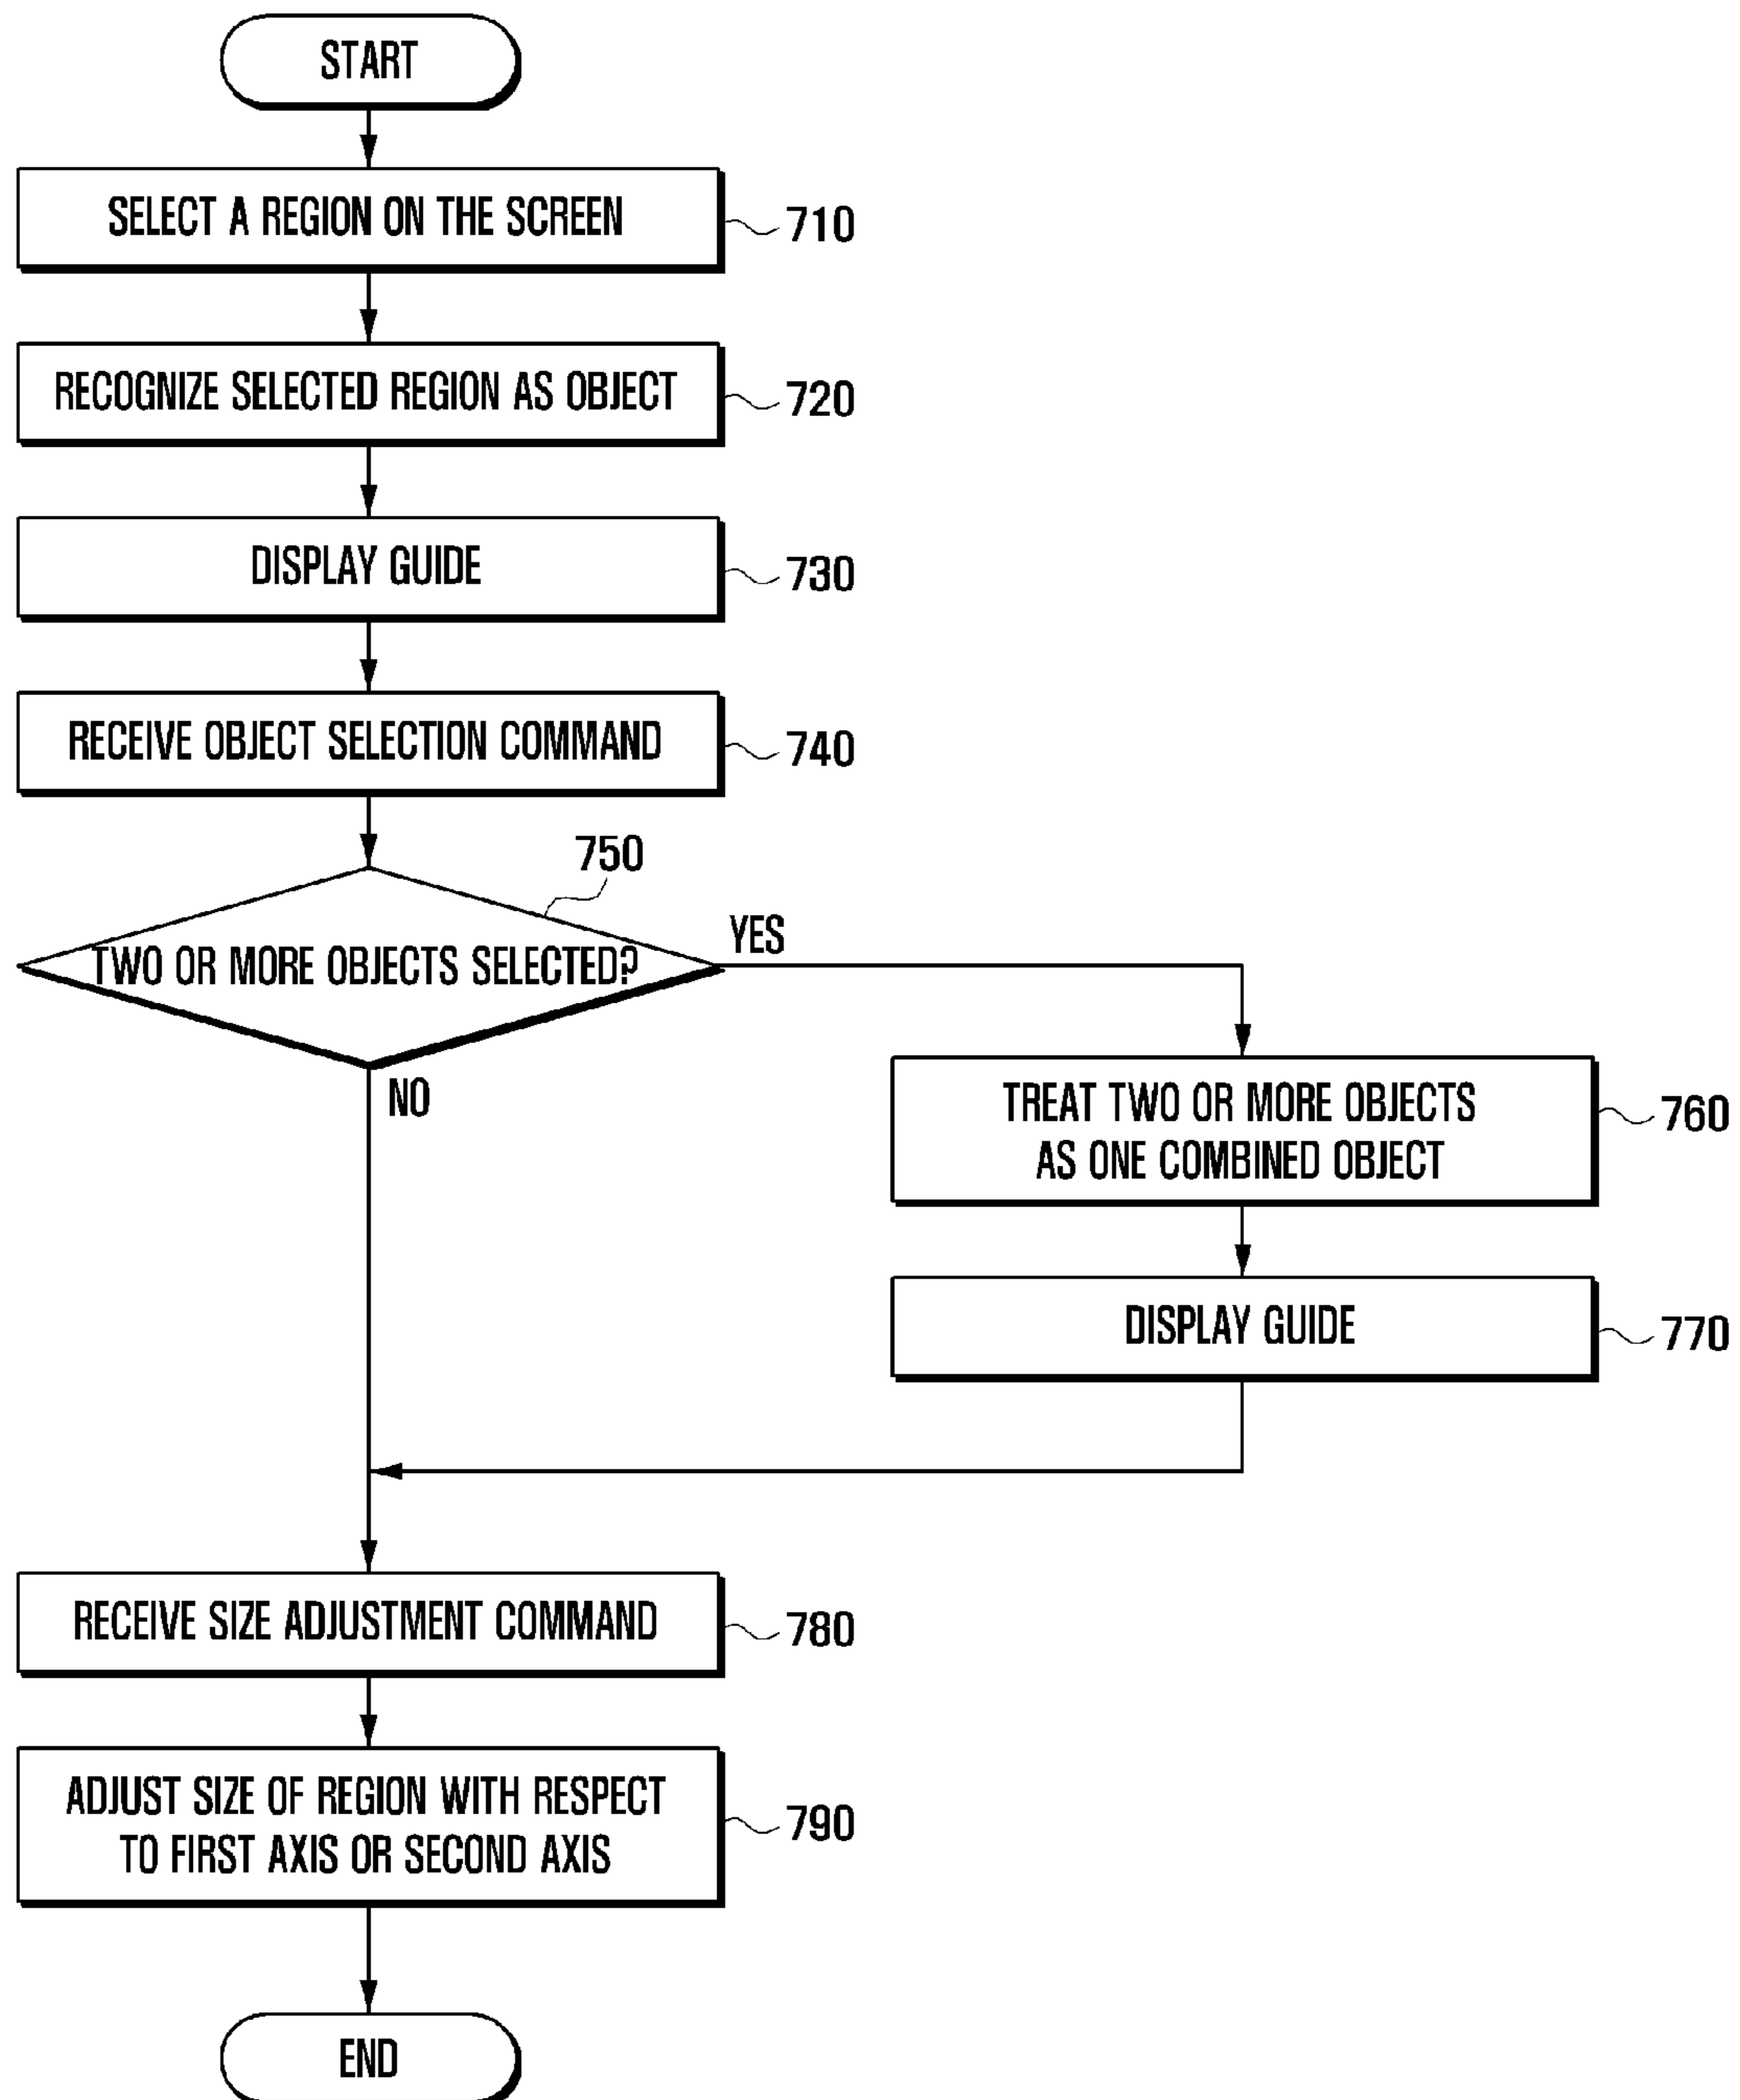 START
SELECT A REGION ON THE SCREEN
710
RECOGNIZE SELECTED REGION AS OBJECT
720
DISPLAY GUIDE
730
RECEIVE OBJECT SELECTION COMMAND
740
750
TWO OR MORE OBJECTS SELECTED?
YES
NO
TREAT TWO OR MORE OBJECTS
AS ONE COMBINED OBJECT
760
DISPLAY GUIDE
770
RECEIVE SIZE ADJUSTMENT COMMAND
780
ADJUST SIZE OF REGION WITH RESPECT
TO FIRST AXIS OR SECOND AXIS
790
END